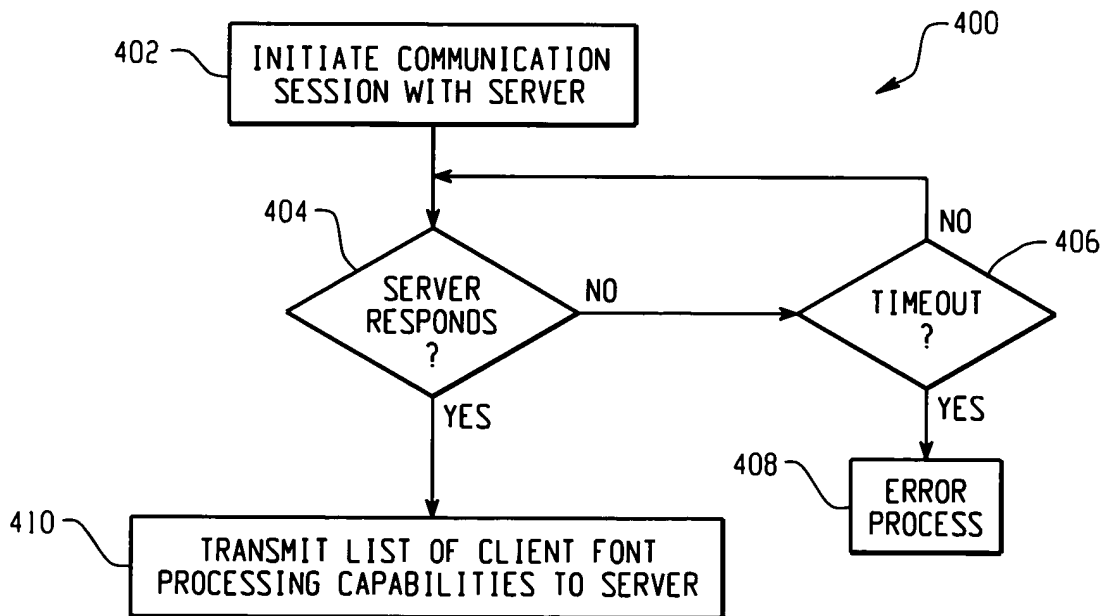 402
INITIATE COMMUNICATION
SESSION WITH SERVER
400
404
SERVER
RESPONDS
?
NO
YES
NO
406
TIMEOUT
?
YES
408
ERROR
PROCESS
410
TRANSMIT LIST OF CLIENT FONT
PROCESSING CAPABILITIES TO SERVER